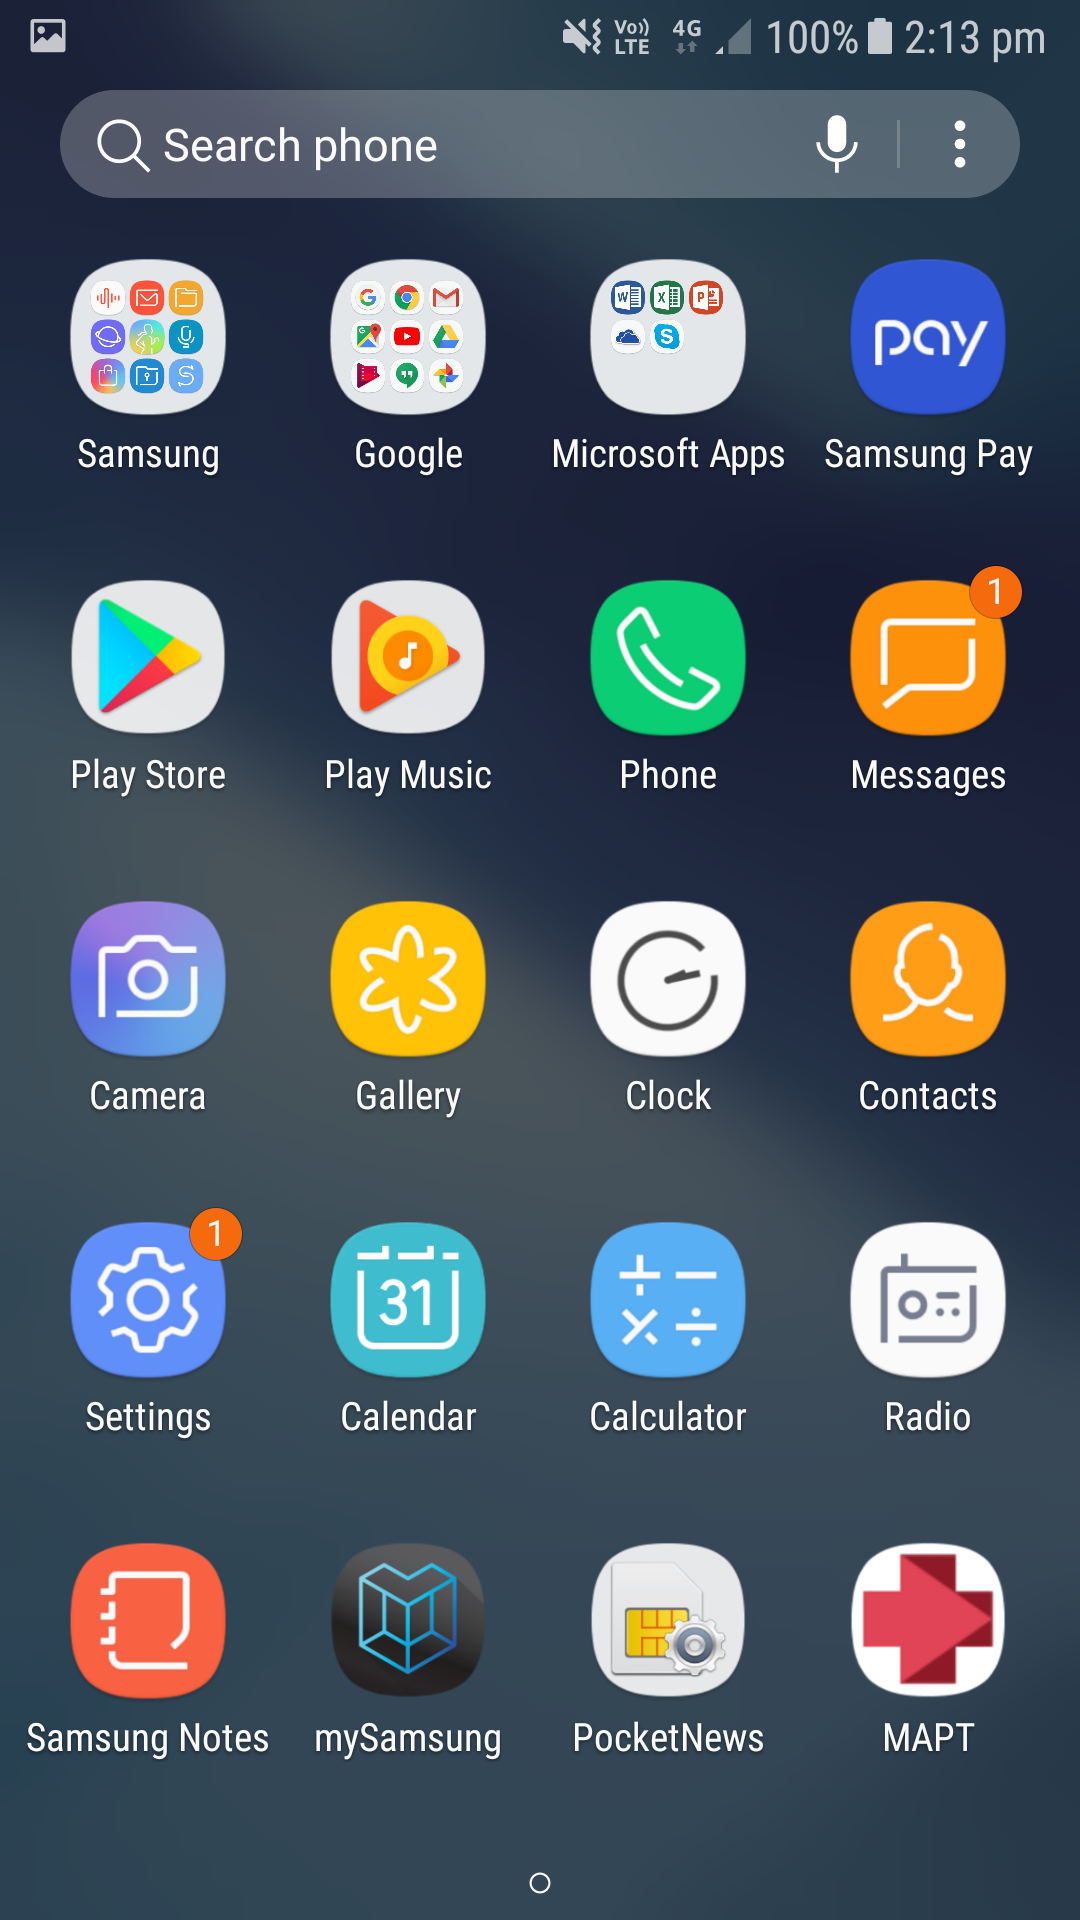 Vo)) LTE 4G 100% 2:13 pm
Search phone
pay
Samsung Google Microsoft Apps Samsung Pay
1
Play Store Play Music Phone Messages
Camera Gallery Clock Contacts
1
31
Settings Calendar Calculator Radio
Samsung Notes mySamsung PocketNews MAPT